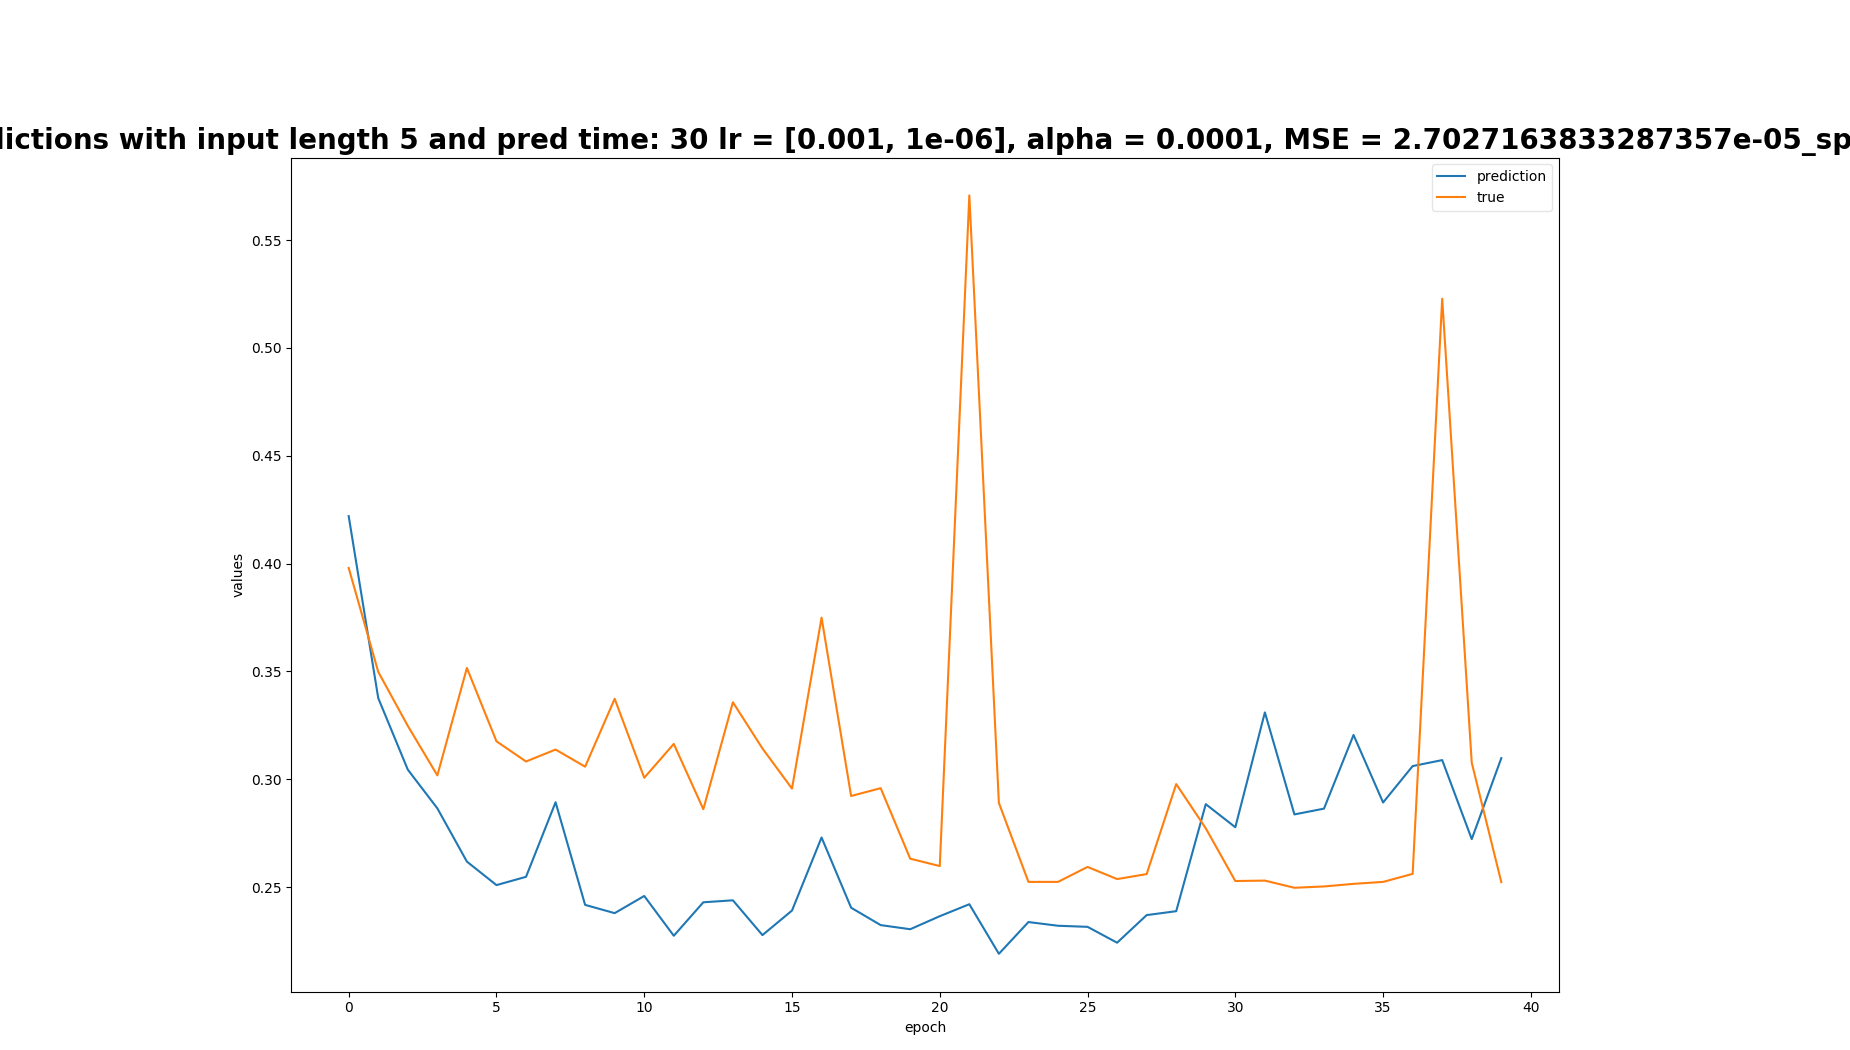 lictions with input length 5 and pred time: 30 lr = [0.001, 1e-06], alpha = 0.0001, MSE = 2.7027163833287357e-05_sp
prediction
true
0.55
0.50
0.45
0.40
0.35
0.30
0.25
values
0 5 10 15 20 25 30 35 40
epoch